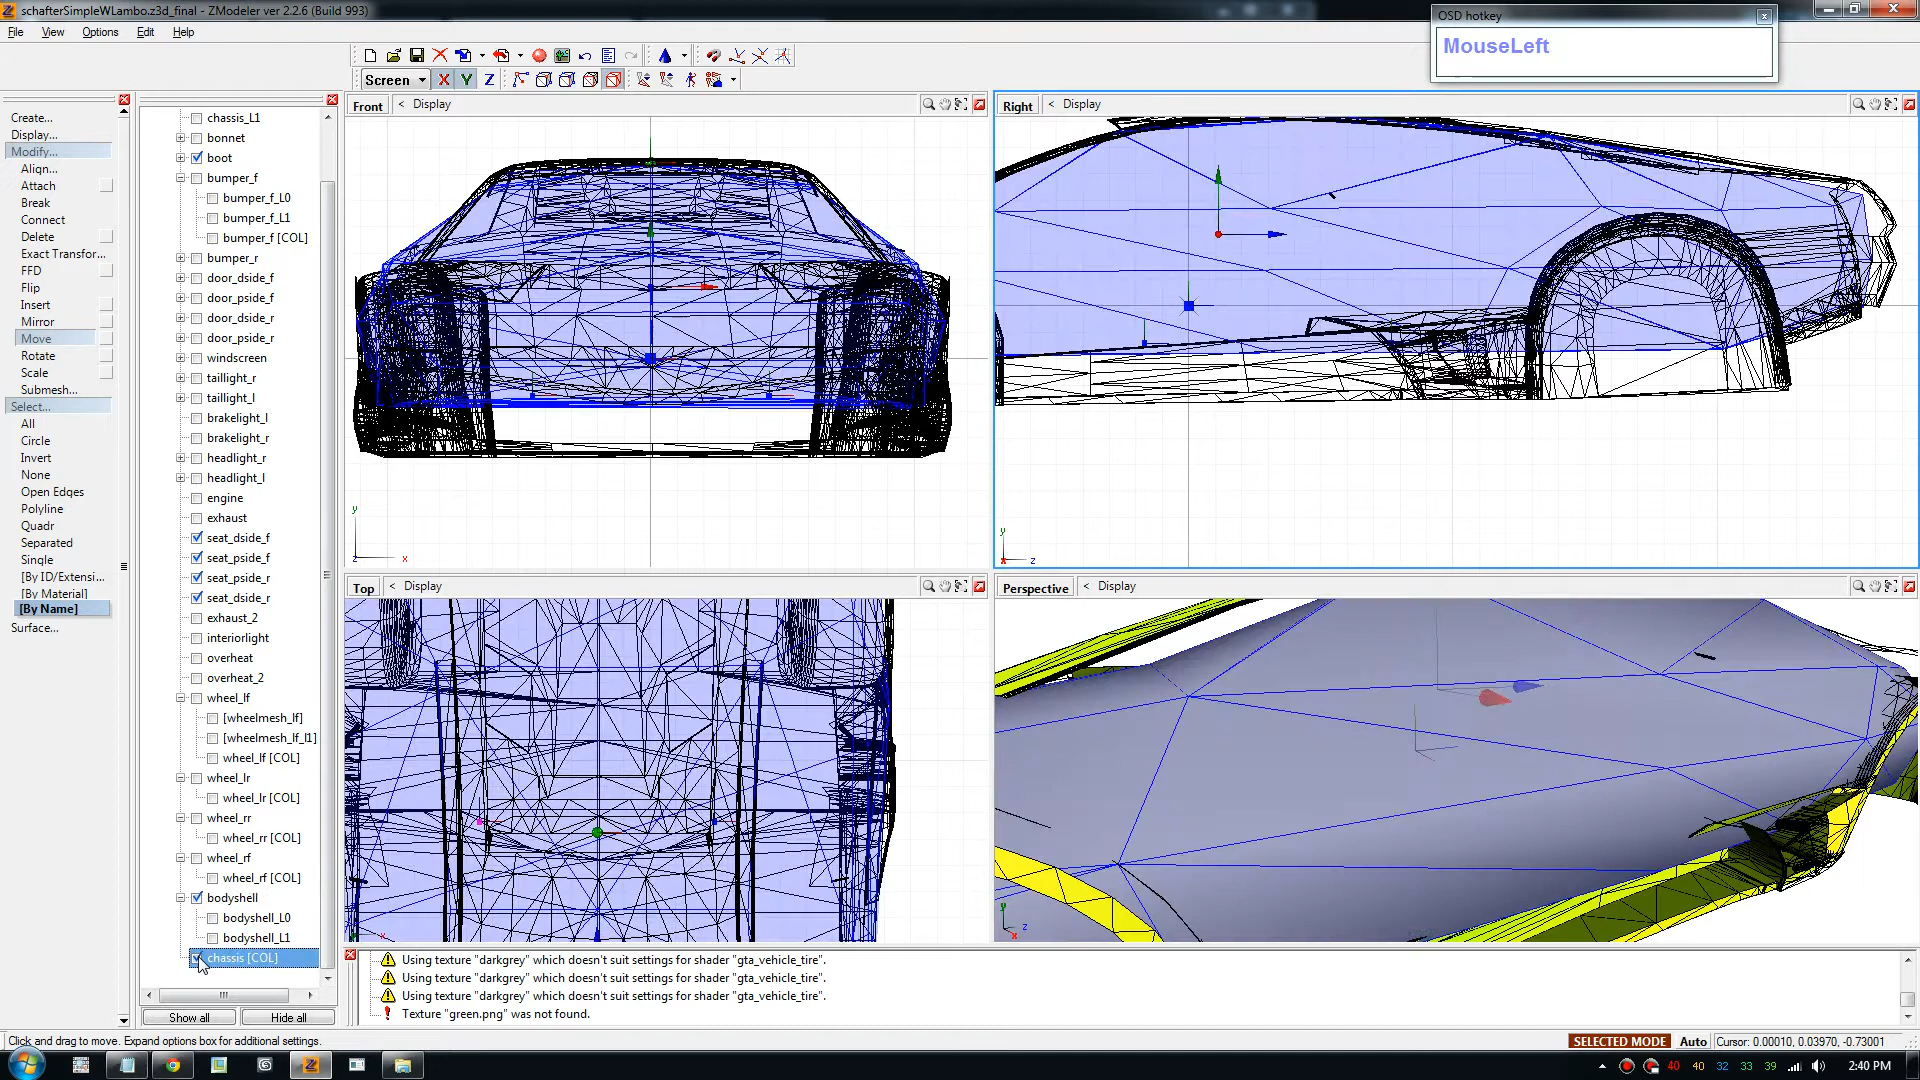 schafterSimpleWLambo.z3d_final - ZModeler ver 2.2.6 (Build 993)
OSD hotkey
MouseLeft
File View Options Edit Help
Screen X Y Z
Create...
Display...
Modify...
Align...
Attach
Break
Connect
Delete
Exact Transfor...
FFD
Flip
Insert
Mirror
Move
Rotate
Scale
Submesh...
Select...
All
Circle
Invert
None
Open Edges
Polyline
Quadr
Separated
Single
[By ID/Extensi...
[By Material]
[By Name]
Surface...
chassis_L1
bonnet
boot
bumper_f
bumper_f_L0
bumper_f_L1
bumper_f [COL]
bumper_r
door_dside_f
door_pside_f
door_dside_r
door_pside_r
windscreen
taillight_r
taillight_l
brakelight_l
brakelight_r
headlight_r
headlight_l
engine
exhaust
seat_dside_f
seat_pside_f
seat_pside_r
seat_dside_r
exhaust_2
interiorlight
overheat
overheat_2
wheel_lf
[wheelmesh_lf]
[wheelmesh_lf_l1]
wheel_lf [COL]
wheel_lr
wheel_lr [COL]
wheel_rr
wheel_rr [COL]
wheel_rf
wheel_rf [COL]
bodyshell
bodyshell_L0
bodyshell_L1
chassis [COL]
Show all Hide all
Front < Display
y
z x
Right < Display
y
x z
Top < Display
x
Perspective < Display
y
z
x
Using texture "darkgrey" which doesn't suit settings for shader "gta_vehicle_tire".
Using texture "darkgrey" which doesn't suit settings for shader "gta_vehicle_tire".
Using texture "darkgrey" which doesn't suit settings for shader "gta_vehicle_tire".
Texture "green.png" was not found.
Click and drag to move. Expand options box for additional settings.
SELECTED MODE Auto Cursor: 0.00010, 0.03970, -0.73001
40 40 32 33 39 2:40 PM